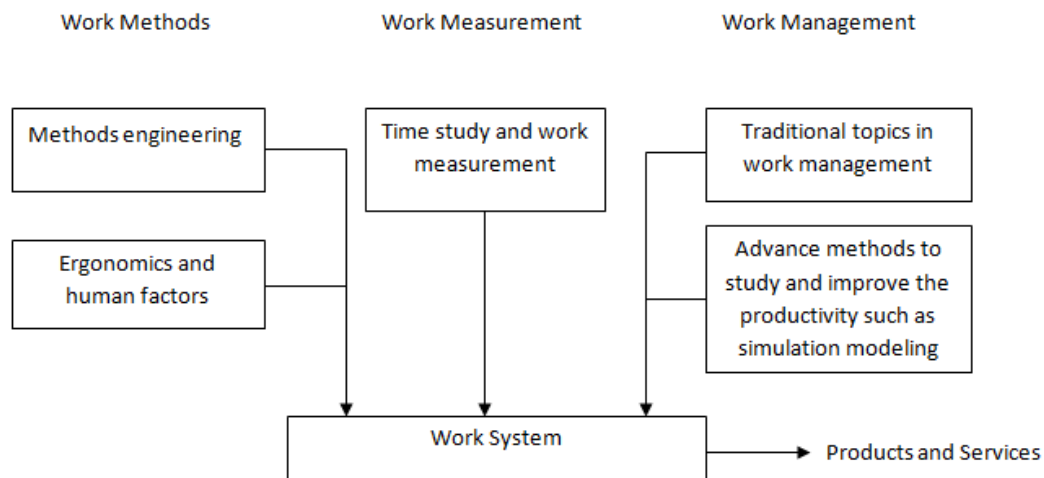 Work Methods
Work Measurement
Work Management
Methods engineering
Time study and work
measurement
Traditional topics in
work management
Ergonomics and
human factors
Advance methods to
study and improve the
productivity such as
simulation modeling
Work System
Products and Services